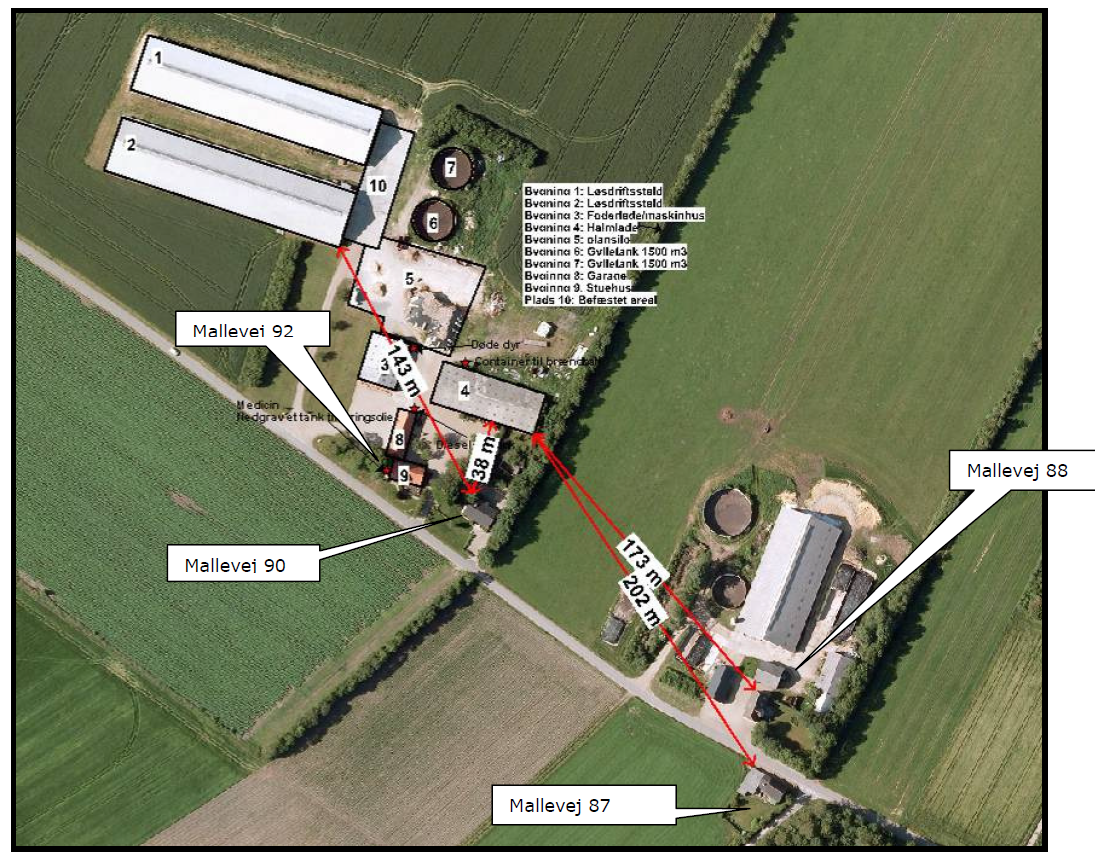 1
2
10
7
6
5
Bygning 1: Løsdriftsstald
Bygning 2: Løsdriftsstald
Bygning 3: Foderlade/maskinhus
Bygning 4: Halmlade
Bygning 5: plansilo
Bygning 6: Gylletank 1500 m3
Bygning 7: Gylletank 1500 m3
Bygning 8: Garage
Bygning 9. Stuehus
Plads 10: Befæstet areal
Mallevej 92
Døde dyr
Container til
3
143 m
4
Medicin
Nedgravet tank
8
Diesel
38 m
9
Mallevej 90
Mallevej 88
173 m
202 m
Mallevej 87